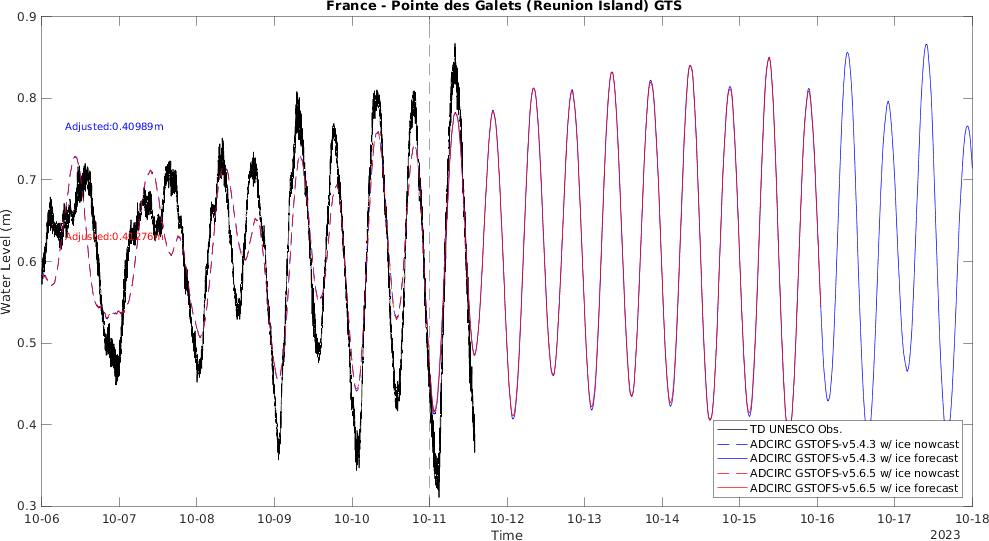 France - Pointe des Galets (Reunion Island) GTS
0.9
0.8
0.7
0.6
0.5
0.4
0.3
Water Level (m)
Adjusted:0.40989m
TD UNESCO Obs.
ADCIRC GSTOFS-v5.4.3 w/ ice nowcast
ADCIRC GSTOFS-v5.4.3 w/ ice forecast
ADCIRC GSTOFS-v5.6.5 w/ ice nowcast
ADCIRC GSTOFS-v5.6.5 w/ ice forecast
10-06 10-07 10-08 10-09 10-10 10-11 10-12 10-13 10-14 10-15 10-16 10-17 10-18
Time
2023